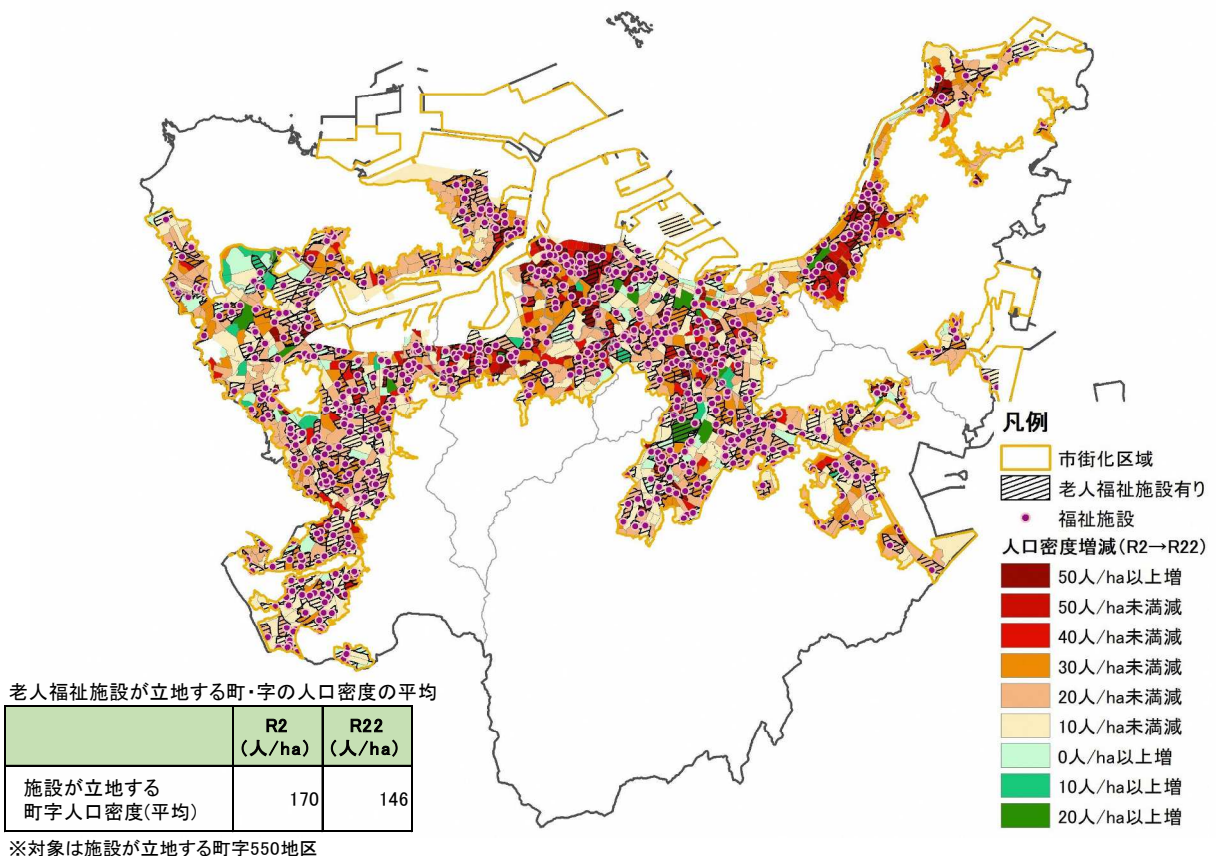 凡例
市街化区域
老人福祉施設有り
福祉施設
人口密度増減(R2→R22)
50人/ha以上増
50人/ha未満減
40人/ha未満減
30人/ha未満減
20人/ha未満減
10人/ha未満減
0人/ha以上増
10人/ha以上増
20人/ha以上増
老人福祉施設が立地する町・字の人口密度の平均
R2 R22
(人/ha) (人/ha)
施設が立地する
町字人口密度(平均) 170 146
※対象は施設が立地する町字550地区